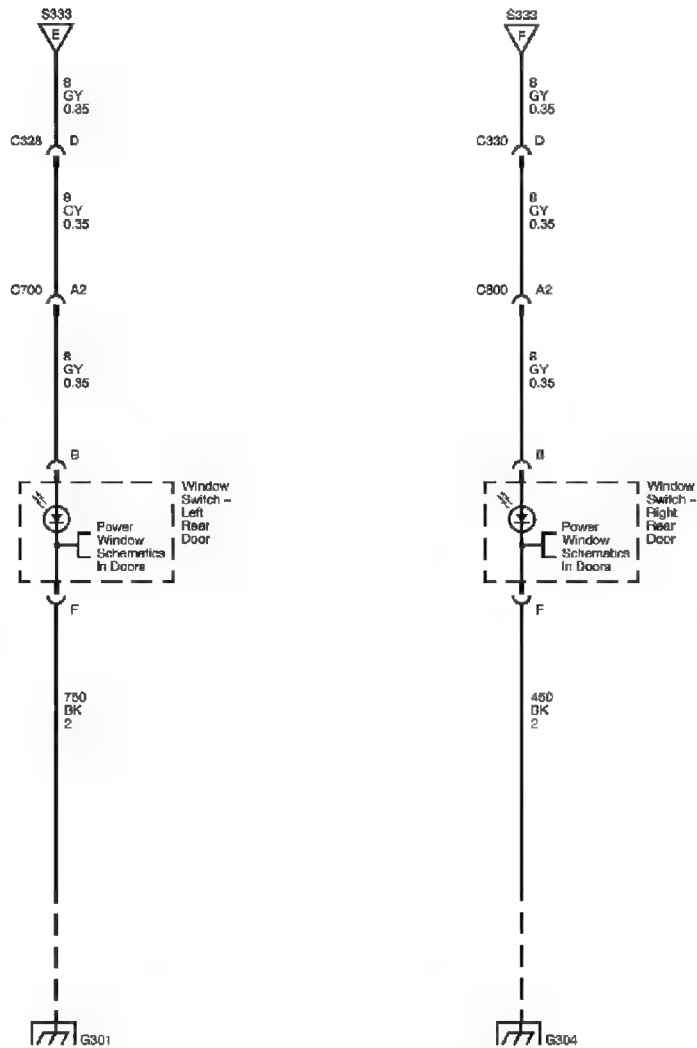 S333
E
8
GY
0.35
C328 D
8
GY
0.35
C700 A2
8
GY
0.35
B
Window
Switch –
Left
Rear
Door
Power
Window
Schematics
In Doors
F
750
BK
2
G301
S333
F
8
GY
0.35
C330 D
8
GY
0.35
C800 A2
8
GY
0.35
B
Window
Switch –
Right
Rear
Door
Power
Window
Schematics
In Doors
F
450
BK
2
G304